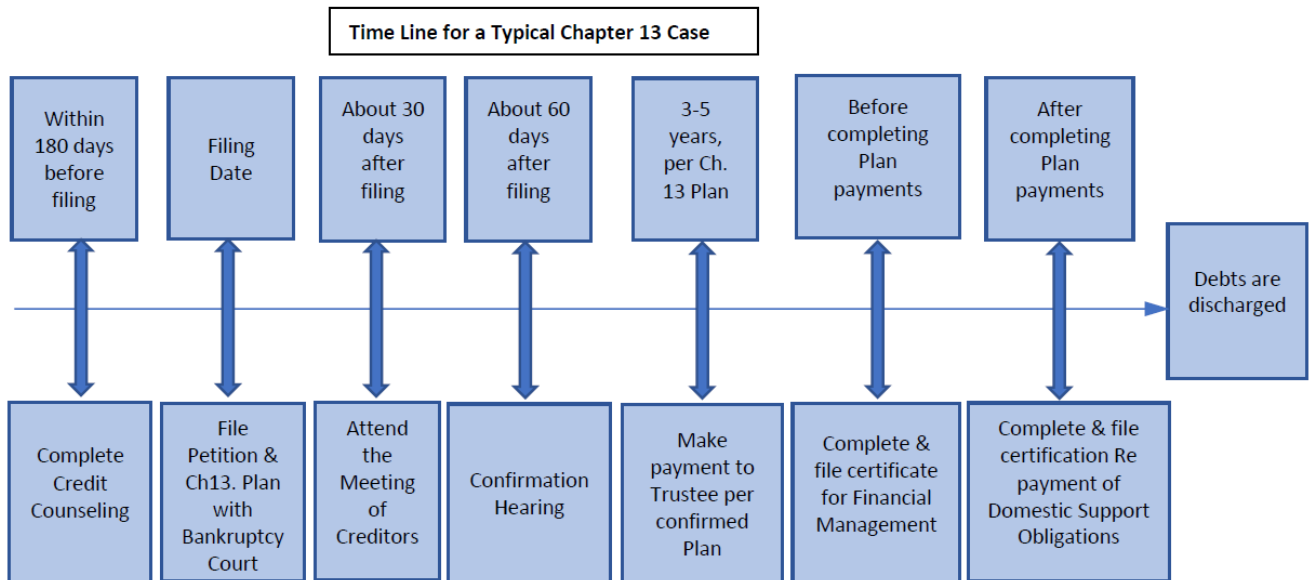 Time Line for a Typical Chapter 13 Case
Within
180 days
before
filing
Filing
Date
About 30
days
after
filing
About 60
days
after
filing
3-5
years,
per Ch.
13 Plan
Before
completing
Plan
payments
After
completing
Plan
payments
Debts are
discharged
Complete
Credit
Counseling
File
Petition &
Ch13. Plan
with
Bankruptcy
Court
Attend
the
Meeting
of
Creditors
Confirmation
Hearing
Make
payment to
Trustee per
confirmed
Plan
Complete &
file certificate
for Financial
Management
Complete & file
certification Re
payment of
Domestic Support
Obligations